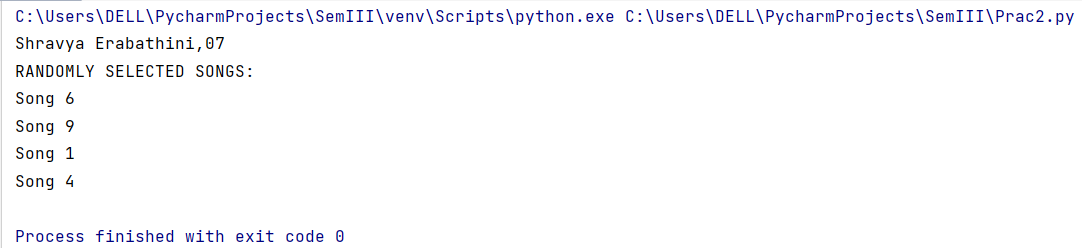 C:\Users\DELL\PycharmProjects\SemIII\venv\Scripts\python.exe C:\Users\DELL\PycharmProjects\SemIII\Prac2.py
Shravya Erabathini,07
RANDOMLY SELECTED SONGS:
Song 6
Song 9
Song 1
Song 4
Process finished with exit code 0